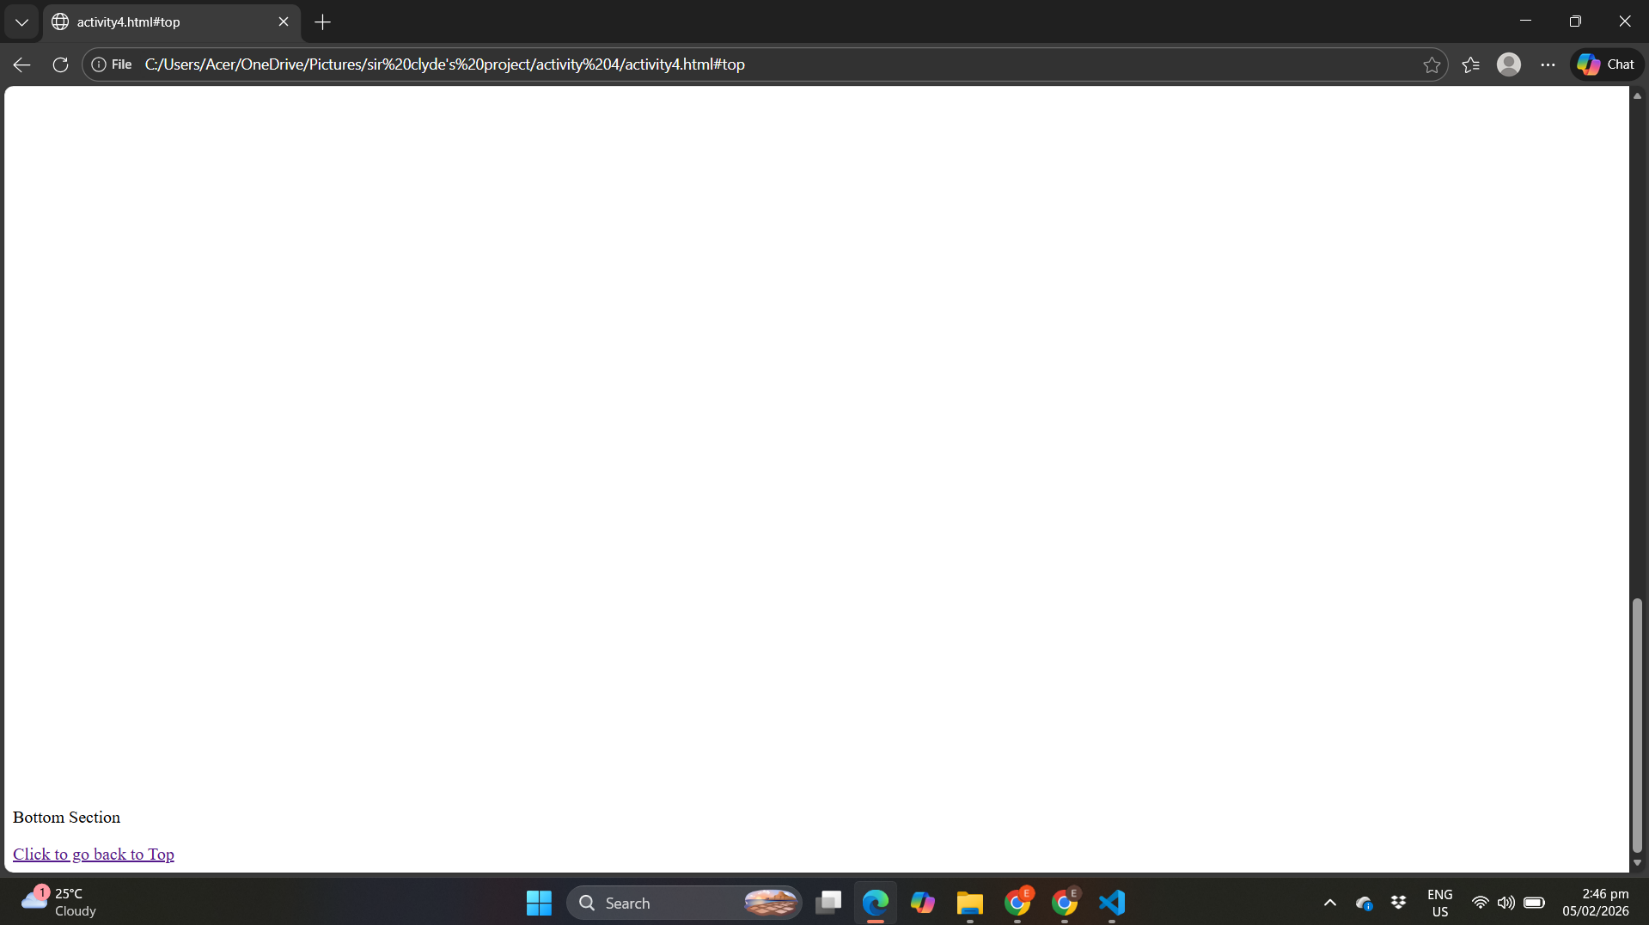 activity4.html#top
File C:/Users/Acer/OneDrive/Pictures/sir%20clyde's%20project/activity%204/activity4.html#top
Chat
Bottom Section
Click to go back to Top
1
25°C
Cloudy
Search
E
E
ENG
US
2:46 pm
05/02/2026